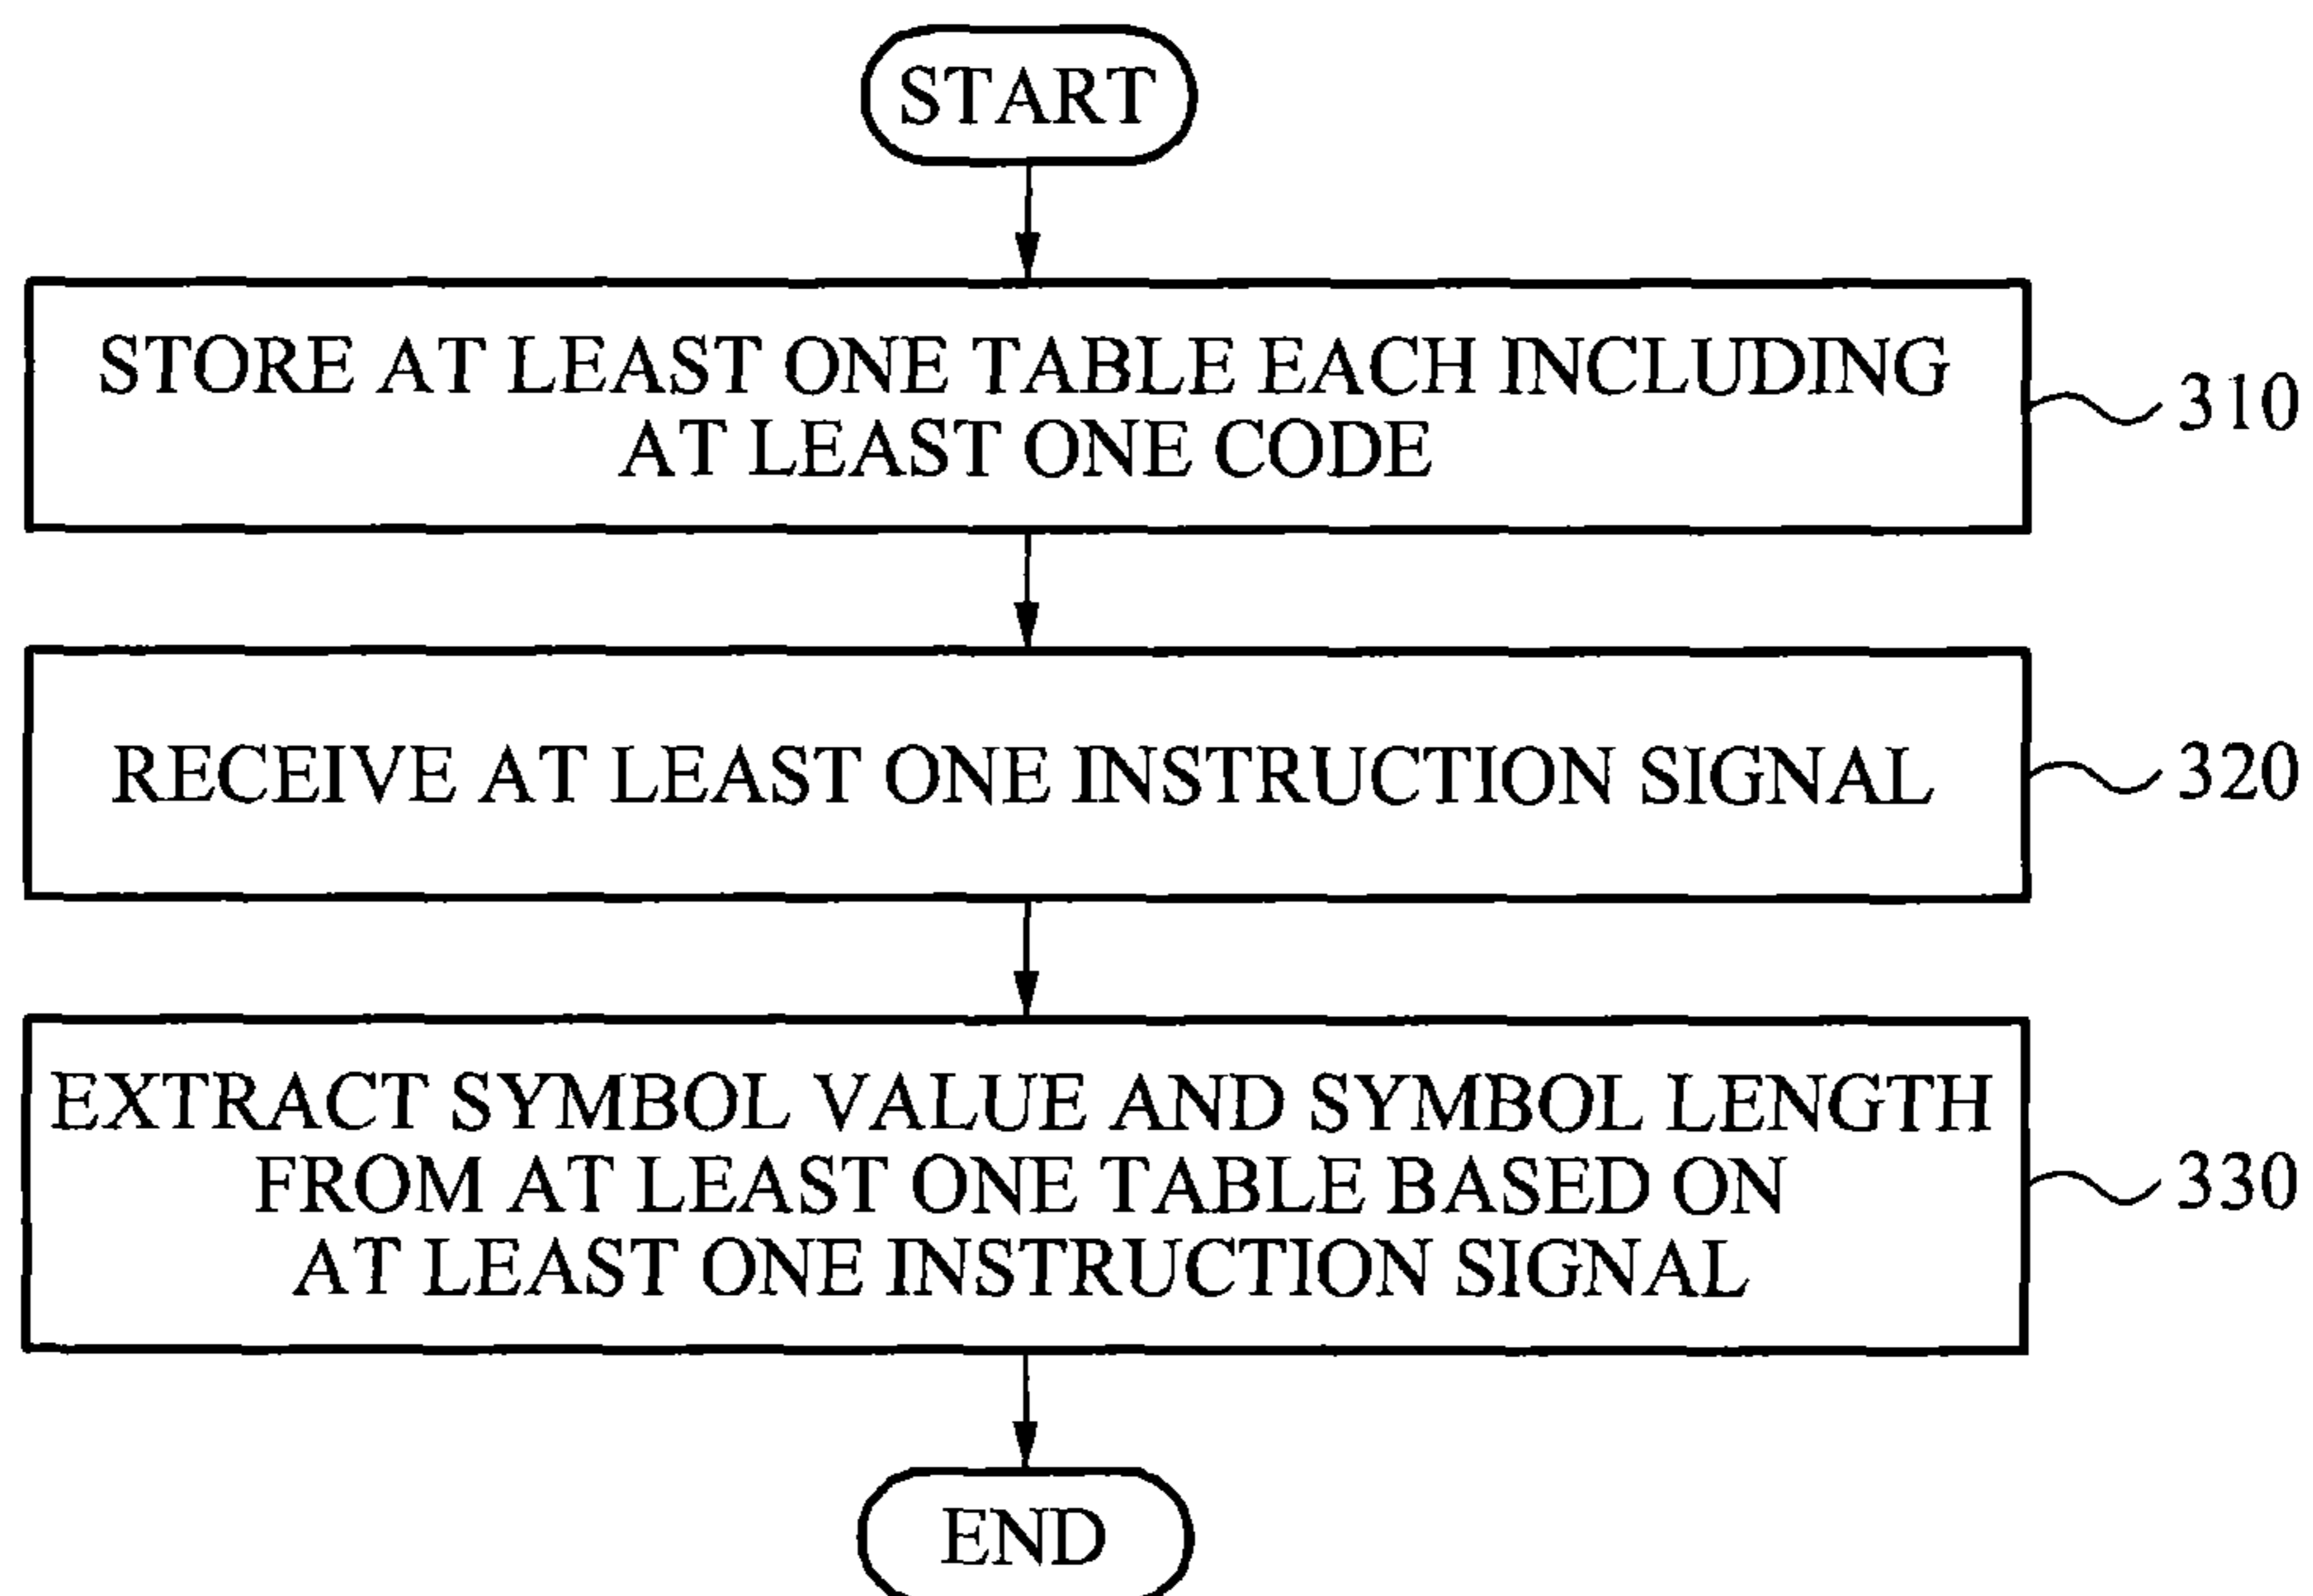 START
STORE AT LEAST ONE TABLE EACH INCLUDING
AT LEAST ONE CODE
310
RECEIVE AT LEAST ONE INSTRUCTION SIGNAL
320
EXTRACT SYMBOL VALUE AND SYMBOL LENGTH
FROM AT LEAST ONE TABLE BASED ON
AT LEAST ONE INSTRUCTION SIGNAL
330
END